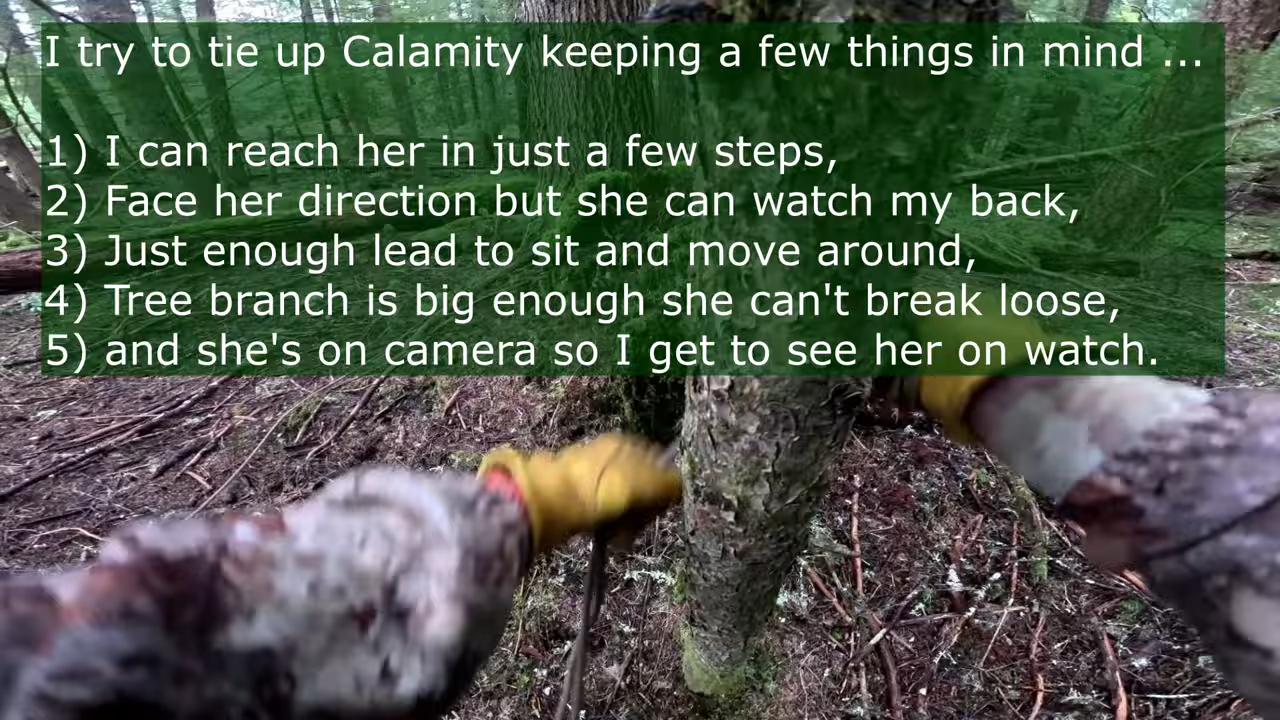 I try to tie up Calamity keeping a few things in mind ...
1) I can reach her in just a few steps,
2) Face her direction but she can watch my back,
3) Just enough lead to sit and move around,
4) Tree branch is big enough she can't break loose,
5) and she's on camera so I get to see her on watch.